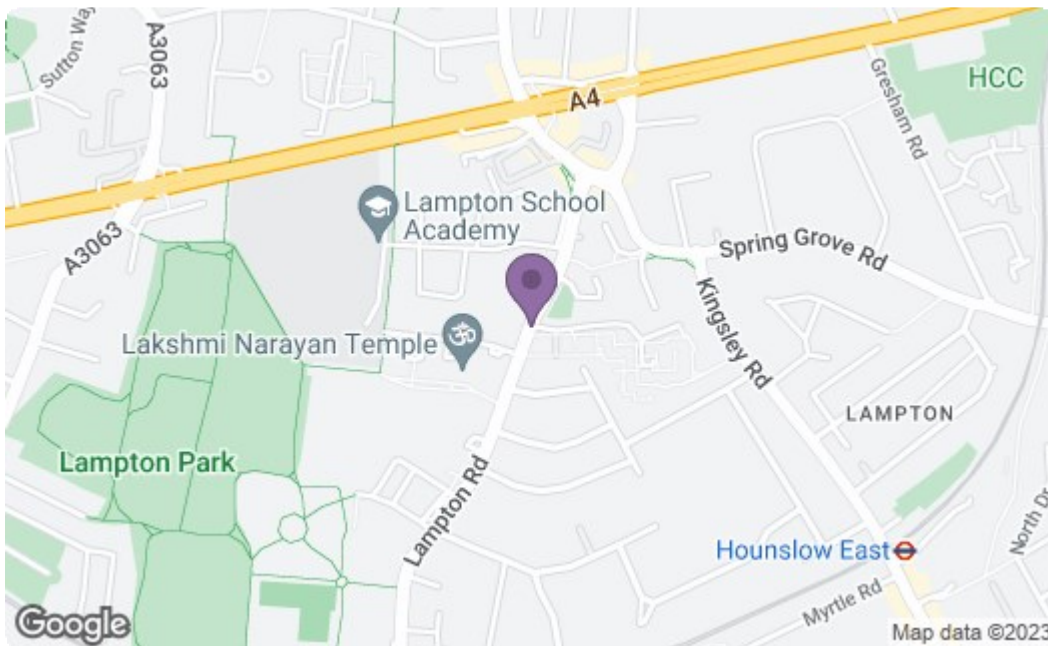 Sutton Way
A3063
A4
Gresham Rd
HCC
Lampton School
Academy
A3063
Spring Grove Rd
Kingsley Rd
Lakshmi Narayan Temple
ॐ
LAMPTON
Lampton Park
Lampton Rd
North Dr
Hounslow East
Myrtle Rd
Google
Map data ©2023